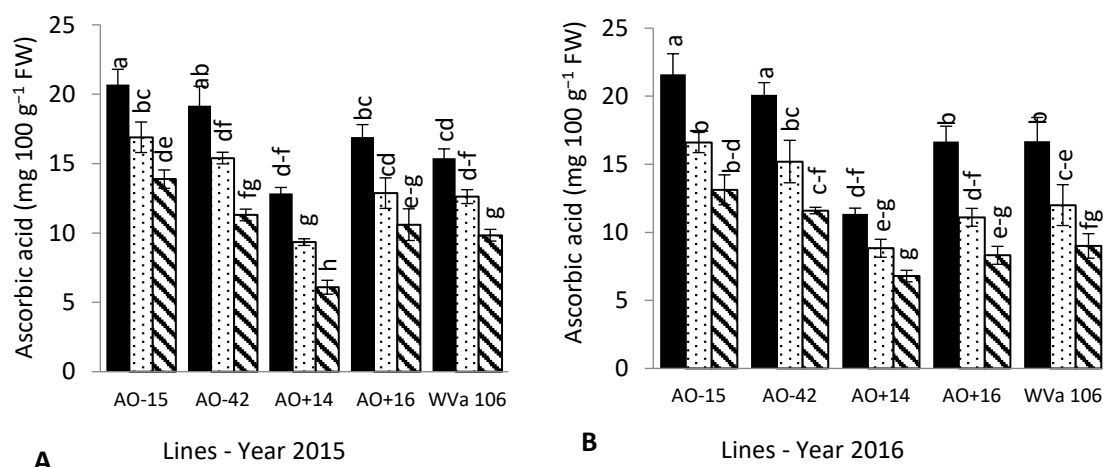 Ascorbic acid (mg 100 g⁻¹ FW)
25
20
15
10
5
0
a
bc
de
ab
df
fg
d-f
g
h
bc
cd
e-g
cd
d-f
g
AO-15 AO-42 AO+14 AO+16 WVa 106
A
Lines - Year 2015
Ascorbic acid (mg 100 g⁻¹ FW)
25
20
15
10
5
0
a
b
b-d
a
bc
c-f
d-f
e-g
g
b
d-f
e-g
b
c-e
fg
AO-15 AO-42 AO+14 AO+16 WVa 106
B
Lines - Year 2016